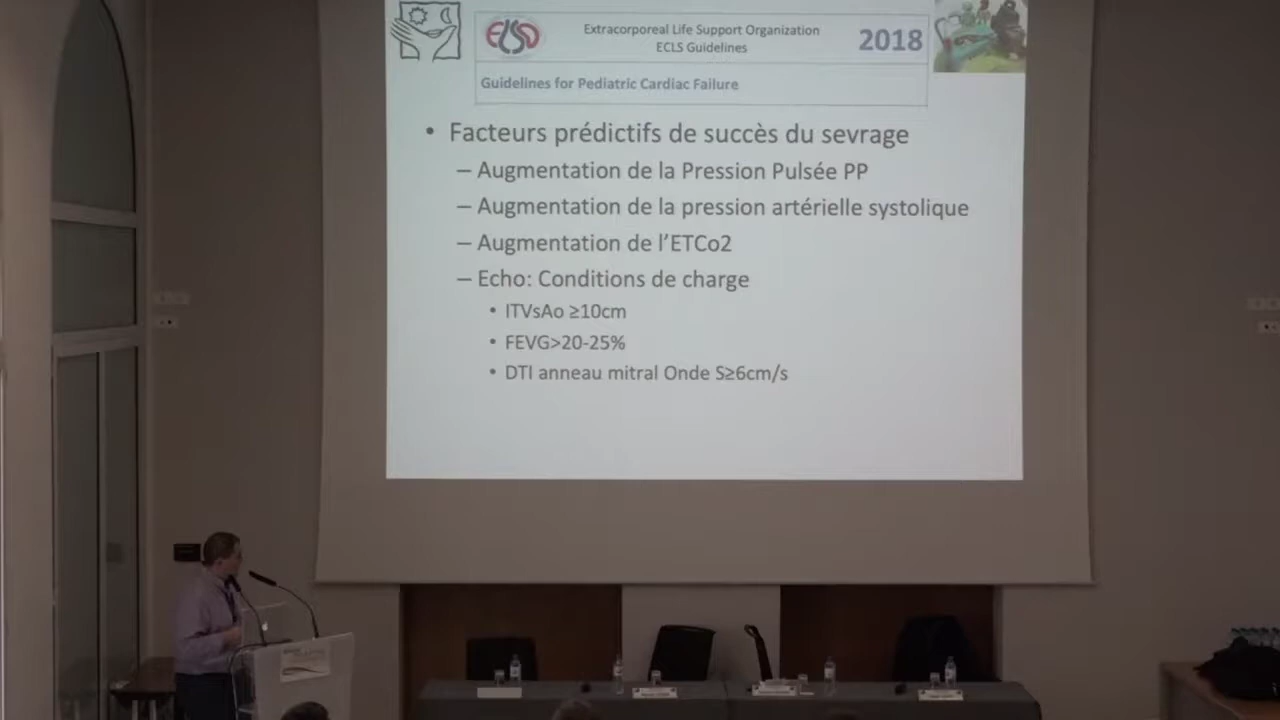 ELSO
Extracorporeal Life Support Organization
ECLS Guidelines
2018
Guidelines for Pediatric Cardiac Failure
• Facteurs prédictifs de succès du sevrage
– Augmentation de la Pression Pulsée PP
– Augmentation de la pression artérielle systolique
– Augmentation de l'ETCo2
– Echo: Conditions de charge
• ITVsAo ≥10cm
• FEVG>20-25%
• DTI anneau mitral Onde S≥6cm/s